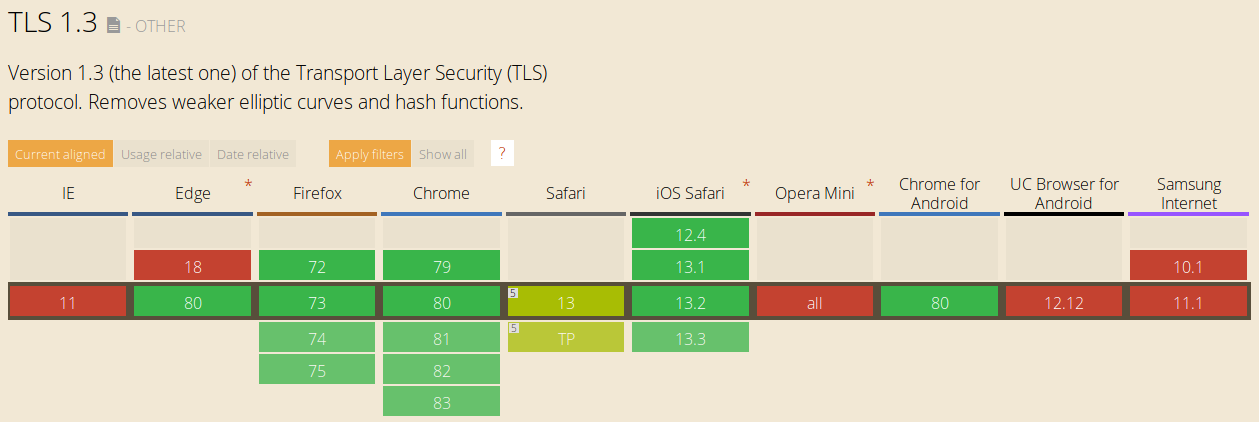 TLS 1.3 - OTHER
Version 1.3 (the latest one) of the Transport Layer Security (TLS)
protocol. Removes weaker elliptic curves and hash functions.
Current aligned Usage relative Date relative Apply filters Show all ?
IE Edge * Firefox Chrome Safari iOS Safari * Opera Mini * Chrome for Android UC Browser for Android Samsung Internet
12.4
18 72 79 13.1 10.1
11 80 73 80 5 13 13.2 all 80 12.12 11.1
74 81 5 TP 13.3
75 82
83